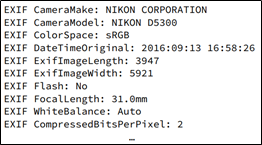 EXIF CameraMake: NIKON CORPORATION
EXIF CameraModel: NIKON D5300
EXIF ColorSpace: sRGB
EXIF DateTimeOriginal: 2016:09:13 16:58:26
EXIF ExifImageLength: 3947
EXIF ExifImageWidth: 5921
EXIF Flash: No
EXIF FocalLength: 31.0mm
EXIF WhiteBalance: Auto
EXIF CompressedBitsPerPixel: 2
…